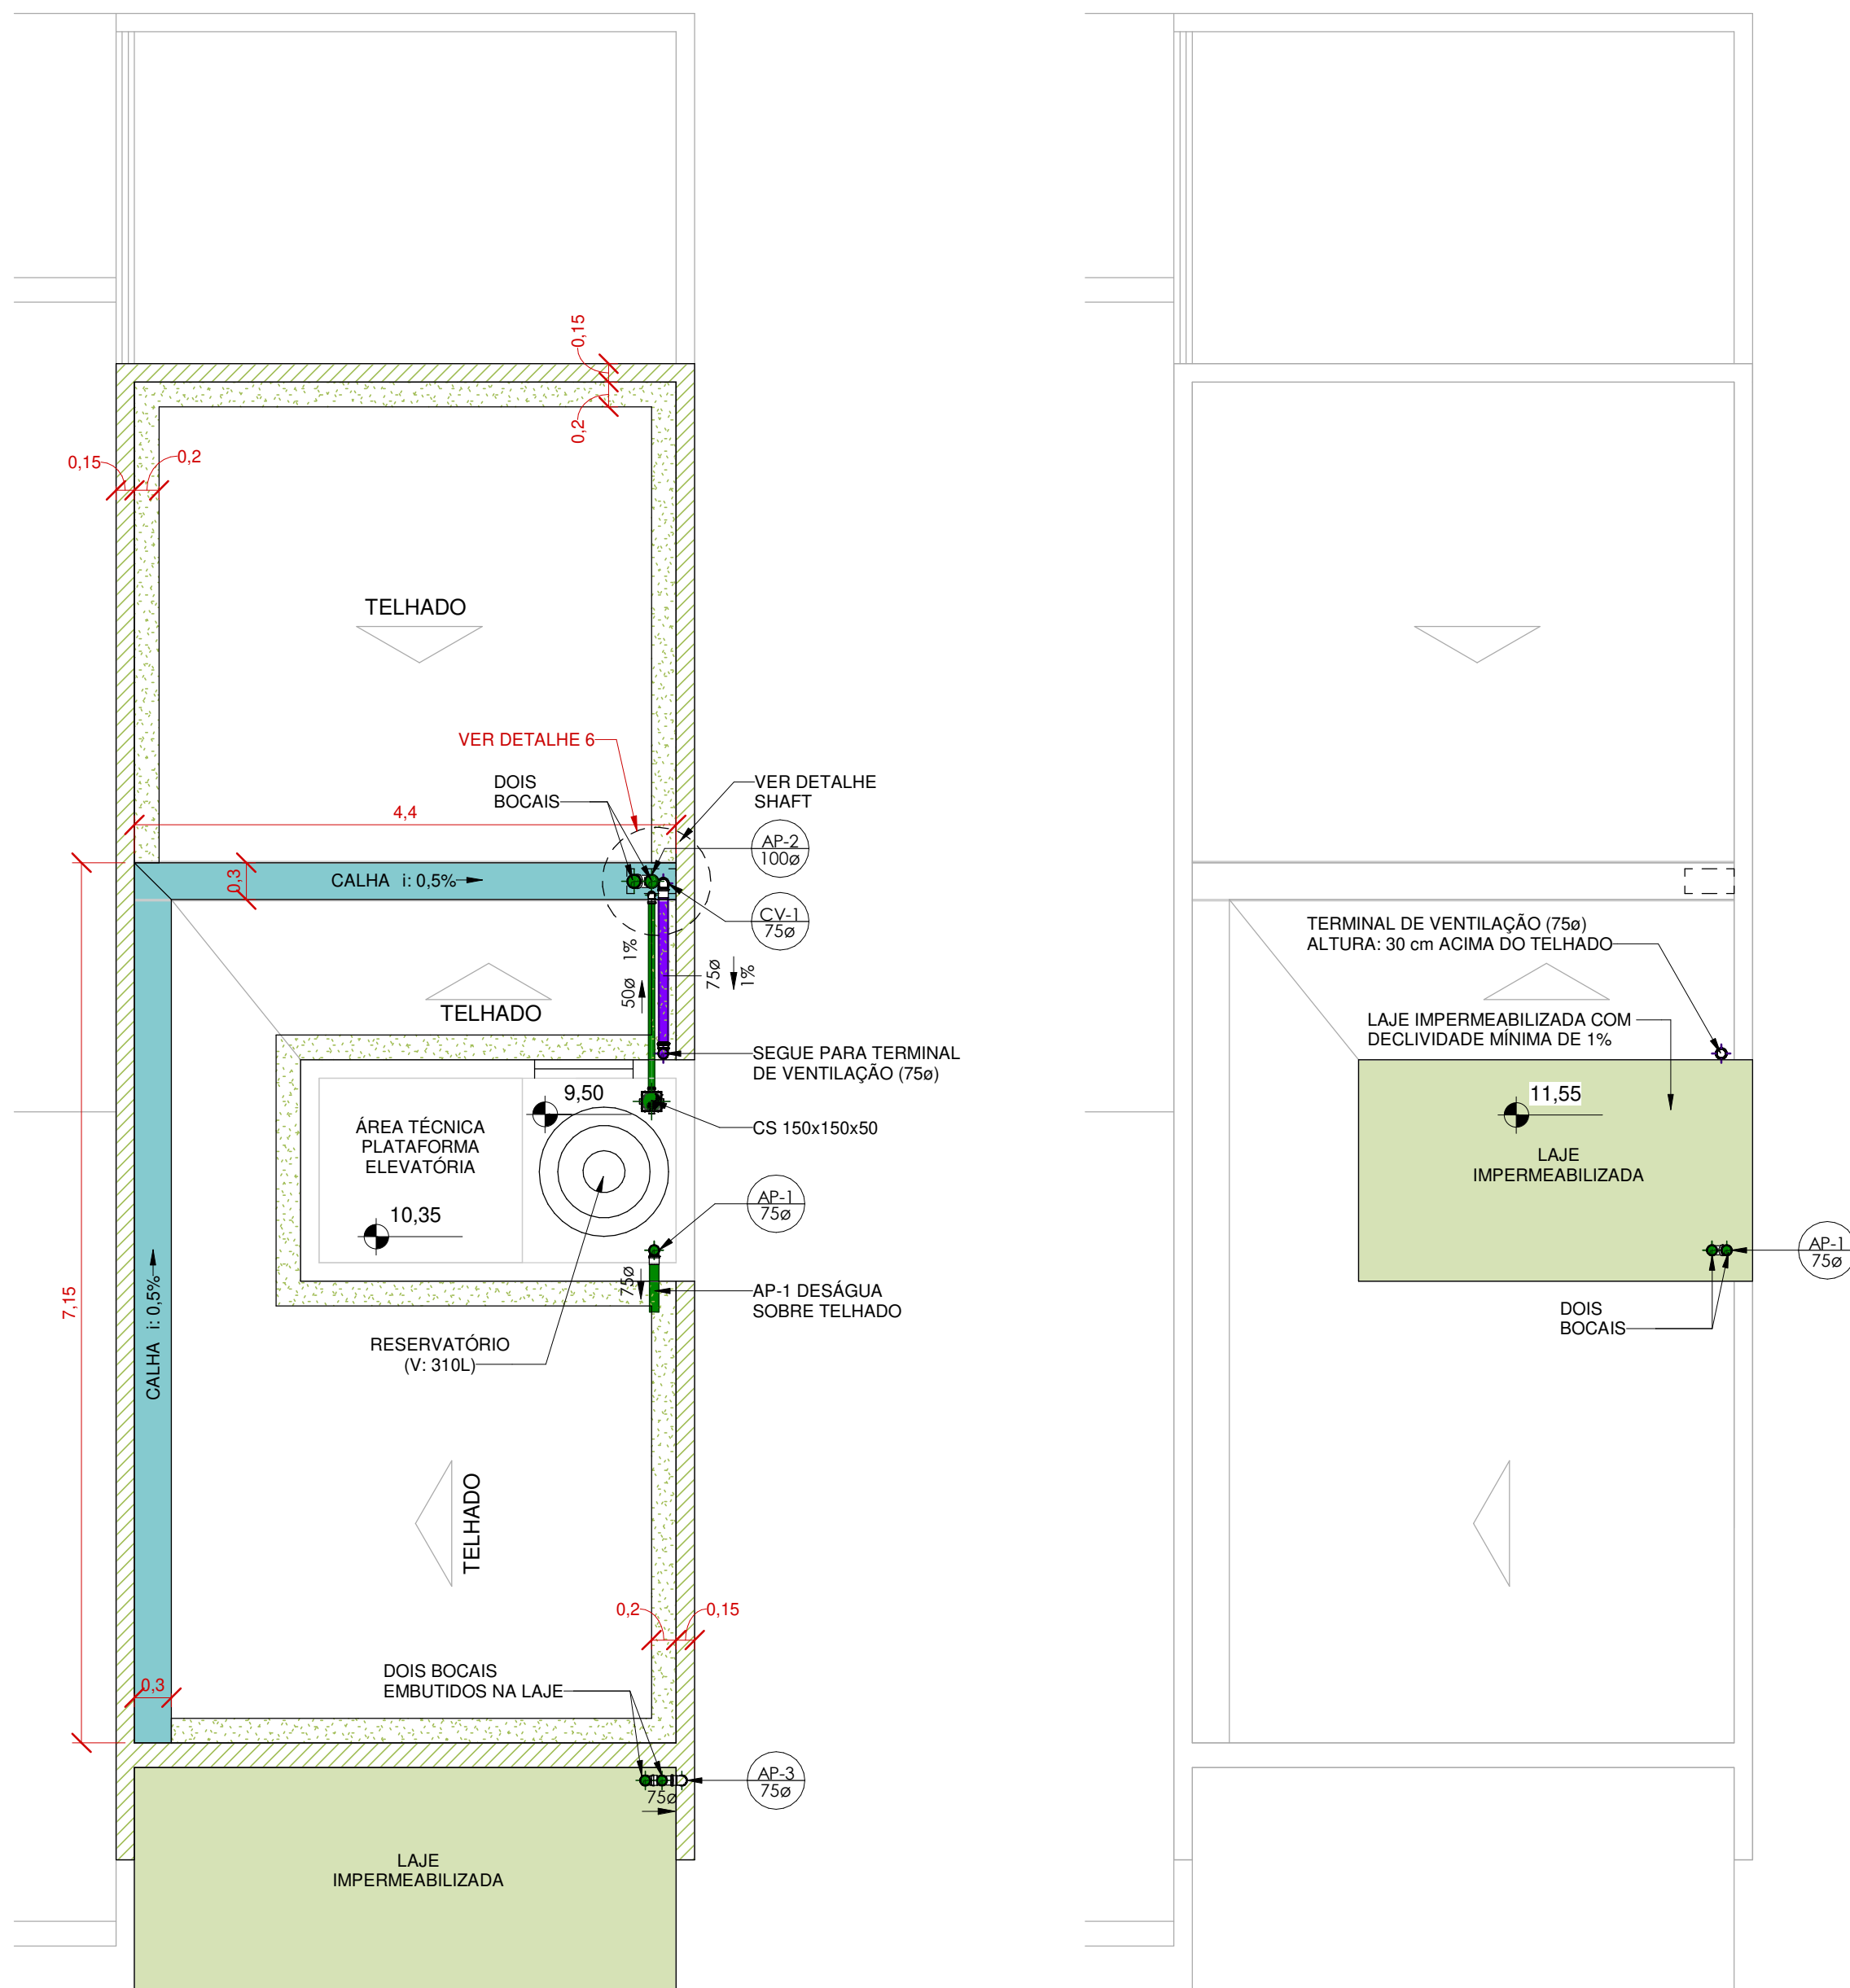 0,15
0,2
0,15
0,2
TELHADO
VER DETALHE 6
DOIS
BOCAIS
VER DETALHE
SHAFT
4,4
AP-2
100ø
0,3
CALHA i: 0,5%
CV-1
75ø
1%
50ø
75ø
1%
TELHADO
SEGUE PARA TERMINAL
DE VENTILAÇÃO (75ø)
9,50
ÁREA TÉCNICA
PLATAFORMA
ELEVATÓRIA
CS 150x150x50
10,35
AP-1
75ø
75ø
AP-1 DESÁGUA
SOBRE TELHADO
7,15
CALHA i: 0,5%
RESERVATÓRIO
(V: 310L)
TELHADO
0,2
0,15
0,3
DOIS BOCAIS
EMBUTIDOS NA LAJE
AP-3
75ø
75ø
LAJE
IMPERMEABILIZADA
TERMINAL DE VENTILAÇÃO (75ø)
ALTURA: 30 cm ACIMA DO TELHADO
LAJE IMPERMEABILIZADA COM
DECLIVIDADE MÍNIMA DE 1%
11,55
LAJE
IMPERMEABILIZADA
AP-1
75ø
DOIS
BOCAIS